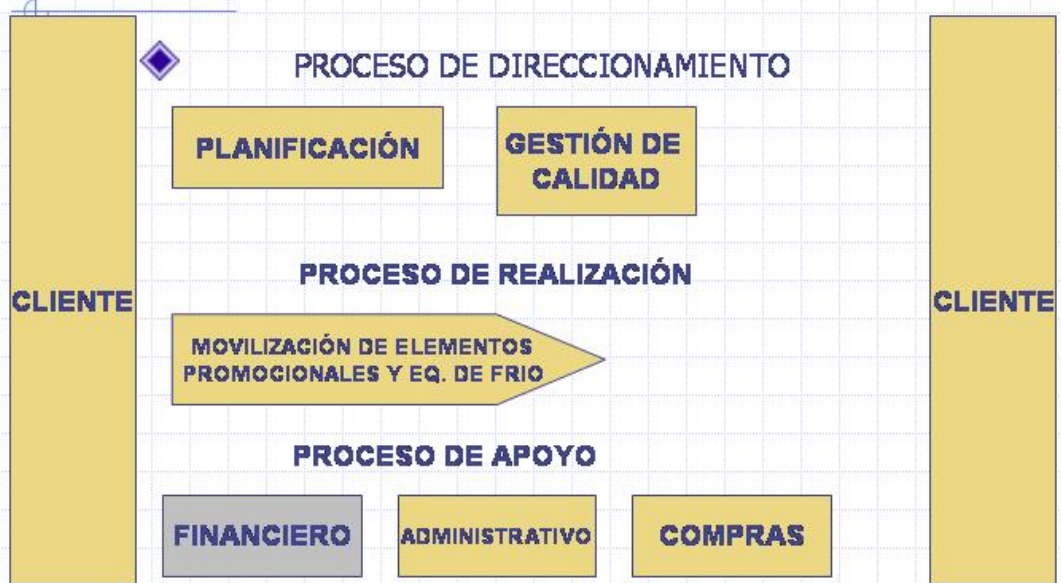 PROCESO DE DIRECCIONAMIENTO
PLANIFICACIÓN
GESTIÓN DE
CALIDAD
PROCESO DE REALIZACIÓN
CLIENTE
CLIENTE
MOVILIZACIÓN DE ELEMENTOS
PROMOCIONALES Y EQ. DE FRIO
PROCESO DE APOYO
FINANCIERO
ADMINISTRATIVO
COMPRAS